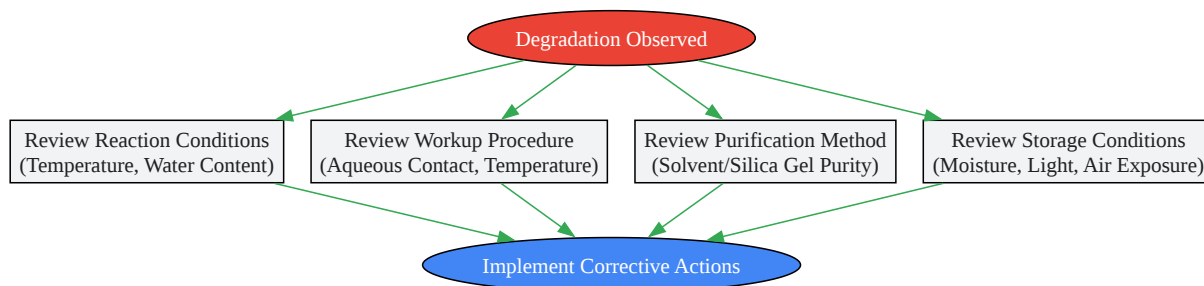 Degradation Observed
Review Reaction Conditions
(Temperature, Water Content)
Review Workup Procedure
(Aqueous Contact, Temperature)
Review Purification Method
(Solvent/Silica Gel Purity)
Review Storage Conditions
(Moisture, Light, Air Exposure)
Implement Corrective Actions